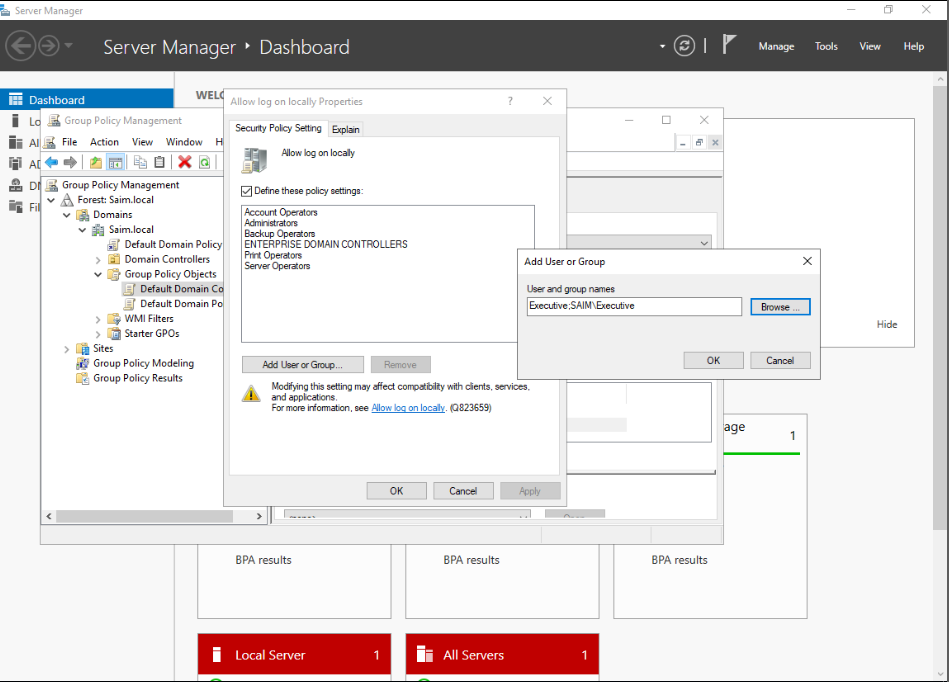 Server Manager
Server Manager • Dashboard
Manage Tools View Help
Dashboard
WELC
Lo
Al
AD
DN
Fil
Group Policy Management
File Action View Window H
Group Policy Management
Forest: Saim.local
Domains
Saim.local
Default Domain Policy
Domain Controllers
Group Policy Objects
Default Domain Co
Default Domain Po
WMI Filters
Starter GPOs
Sites
Group Policy Modeling
Group Policy Results
Allow log on locally Properties
Security Policy Setting Explain
Allow log on locally
Define these policy settings:
Account Operators
Administrators
Backup Operators
ENTERPRISE DOMAIN CONTROLLERS
Print Operators
Server Operators
Add User or Group... Remove
Modifying this setting may affect compatibility with clients, services,
and applications.
For more information, see Allow log on locally. (Q823659)
OK Cancel Apply
Add User or Group
User and group names
Executive;SAIM\Executive
Browse ...
OK Cancel
Hide
age 1
BPA results
BPA results
BPA results
Local Server 1
All Servers 1